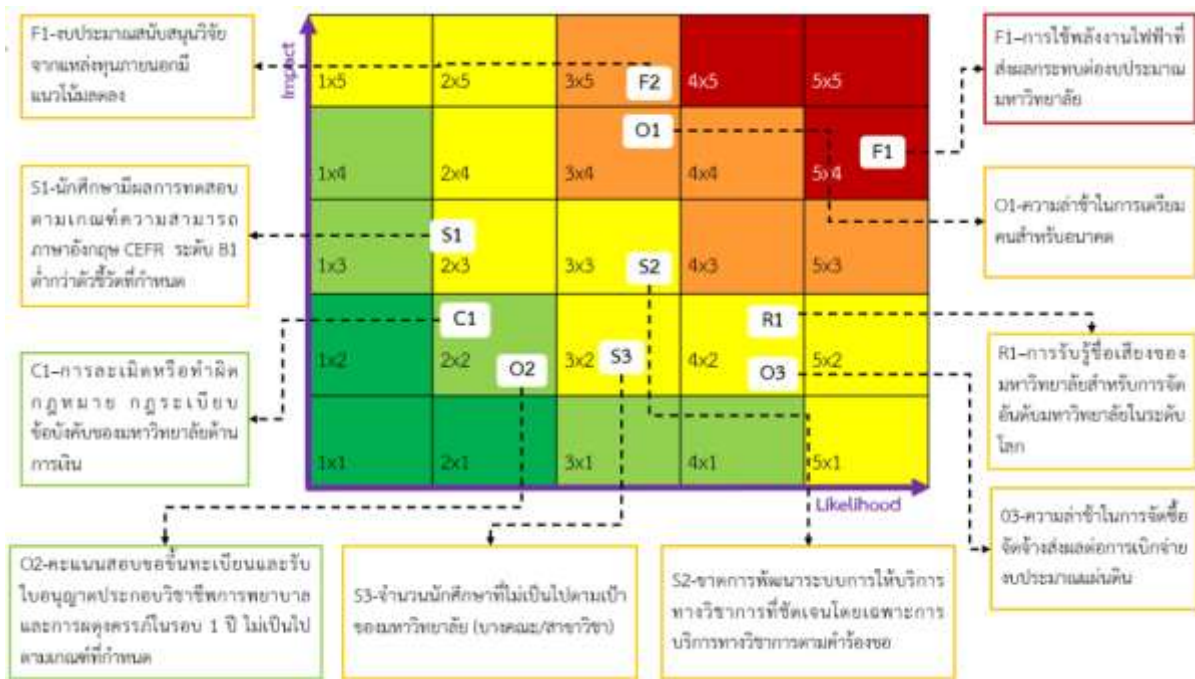 F1-งบประมาณสนับสนุนวิจัย
จากแหล่งทุนภายนอกมี
แนวโน้มลดลง
S1-นักศึกษามีผลการทดสอบ
ตามเกณฑ์ความสามารถ
ภาษาอังกฤษ CEFR ระดับ B1
ต่ำกว่าตัวชี้วัดที่กำหนด
C1-การละเมิดหรือทำผิด
กฎหมาย กฎระเบียบ
ข้อบังคับของมหาวิทยาลัยด้าน
การเงิน
Impact
1x5 2x5 3x5 F2 4x5 5x5
O1 F1
1x4 2x4 3x4 4x4 5x4
S1
1x3 2x3 3x3 S2 4x3 5x3
C1 R1
1x2 2x2 O2 3x2 S3 4x2 O3 5x2
1x1 2x1 3x1 4x1 5x1
Likelihood
F1-การใช้พลังงานไฟฟ้าที่
ส่งผลกระทบต่องบประมาณ
มหาวิทยาลัย
O1-ความล่าช้าในการเตรียม
คนสำหรับอนาคต
R1-การรับรู้ชื่อเสียงของ
มหาวิทยาลัยสำหรับการจัด
อันดับมหาวิทยาลัยในระดับ
โลก
03-ความล่าช้าในการจัดซื้อ
จัดจ้างส่งผลต่อการเบิกจ่าย
งบประมาณแผ่นดิน
O2-คะแนนสอบขอขึ้นทะเบียนและรับ
ใบอนุญาตประกอบวิชาชีพการพยาบาล
และการผดุงครรภ์ในรอบ 1 ปี ไม่เป็นไป
ตามเกณฑ์ที่กำหนด
S3-จำนวนนักศึกษาที่ไม่เป็นไปตามเป้า
ของมหาวิทยาลัย (บางคณะ/สาขาวิชา)
S2-ขาดการพัฒนาระบบการให้บริการ
ทางวิชาการที่ชัดเจนโดยเฉพาะการ
บริการทางวิชาการตามคำร้องขอ